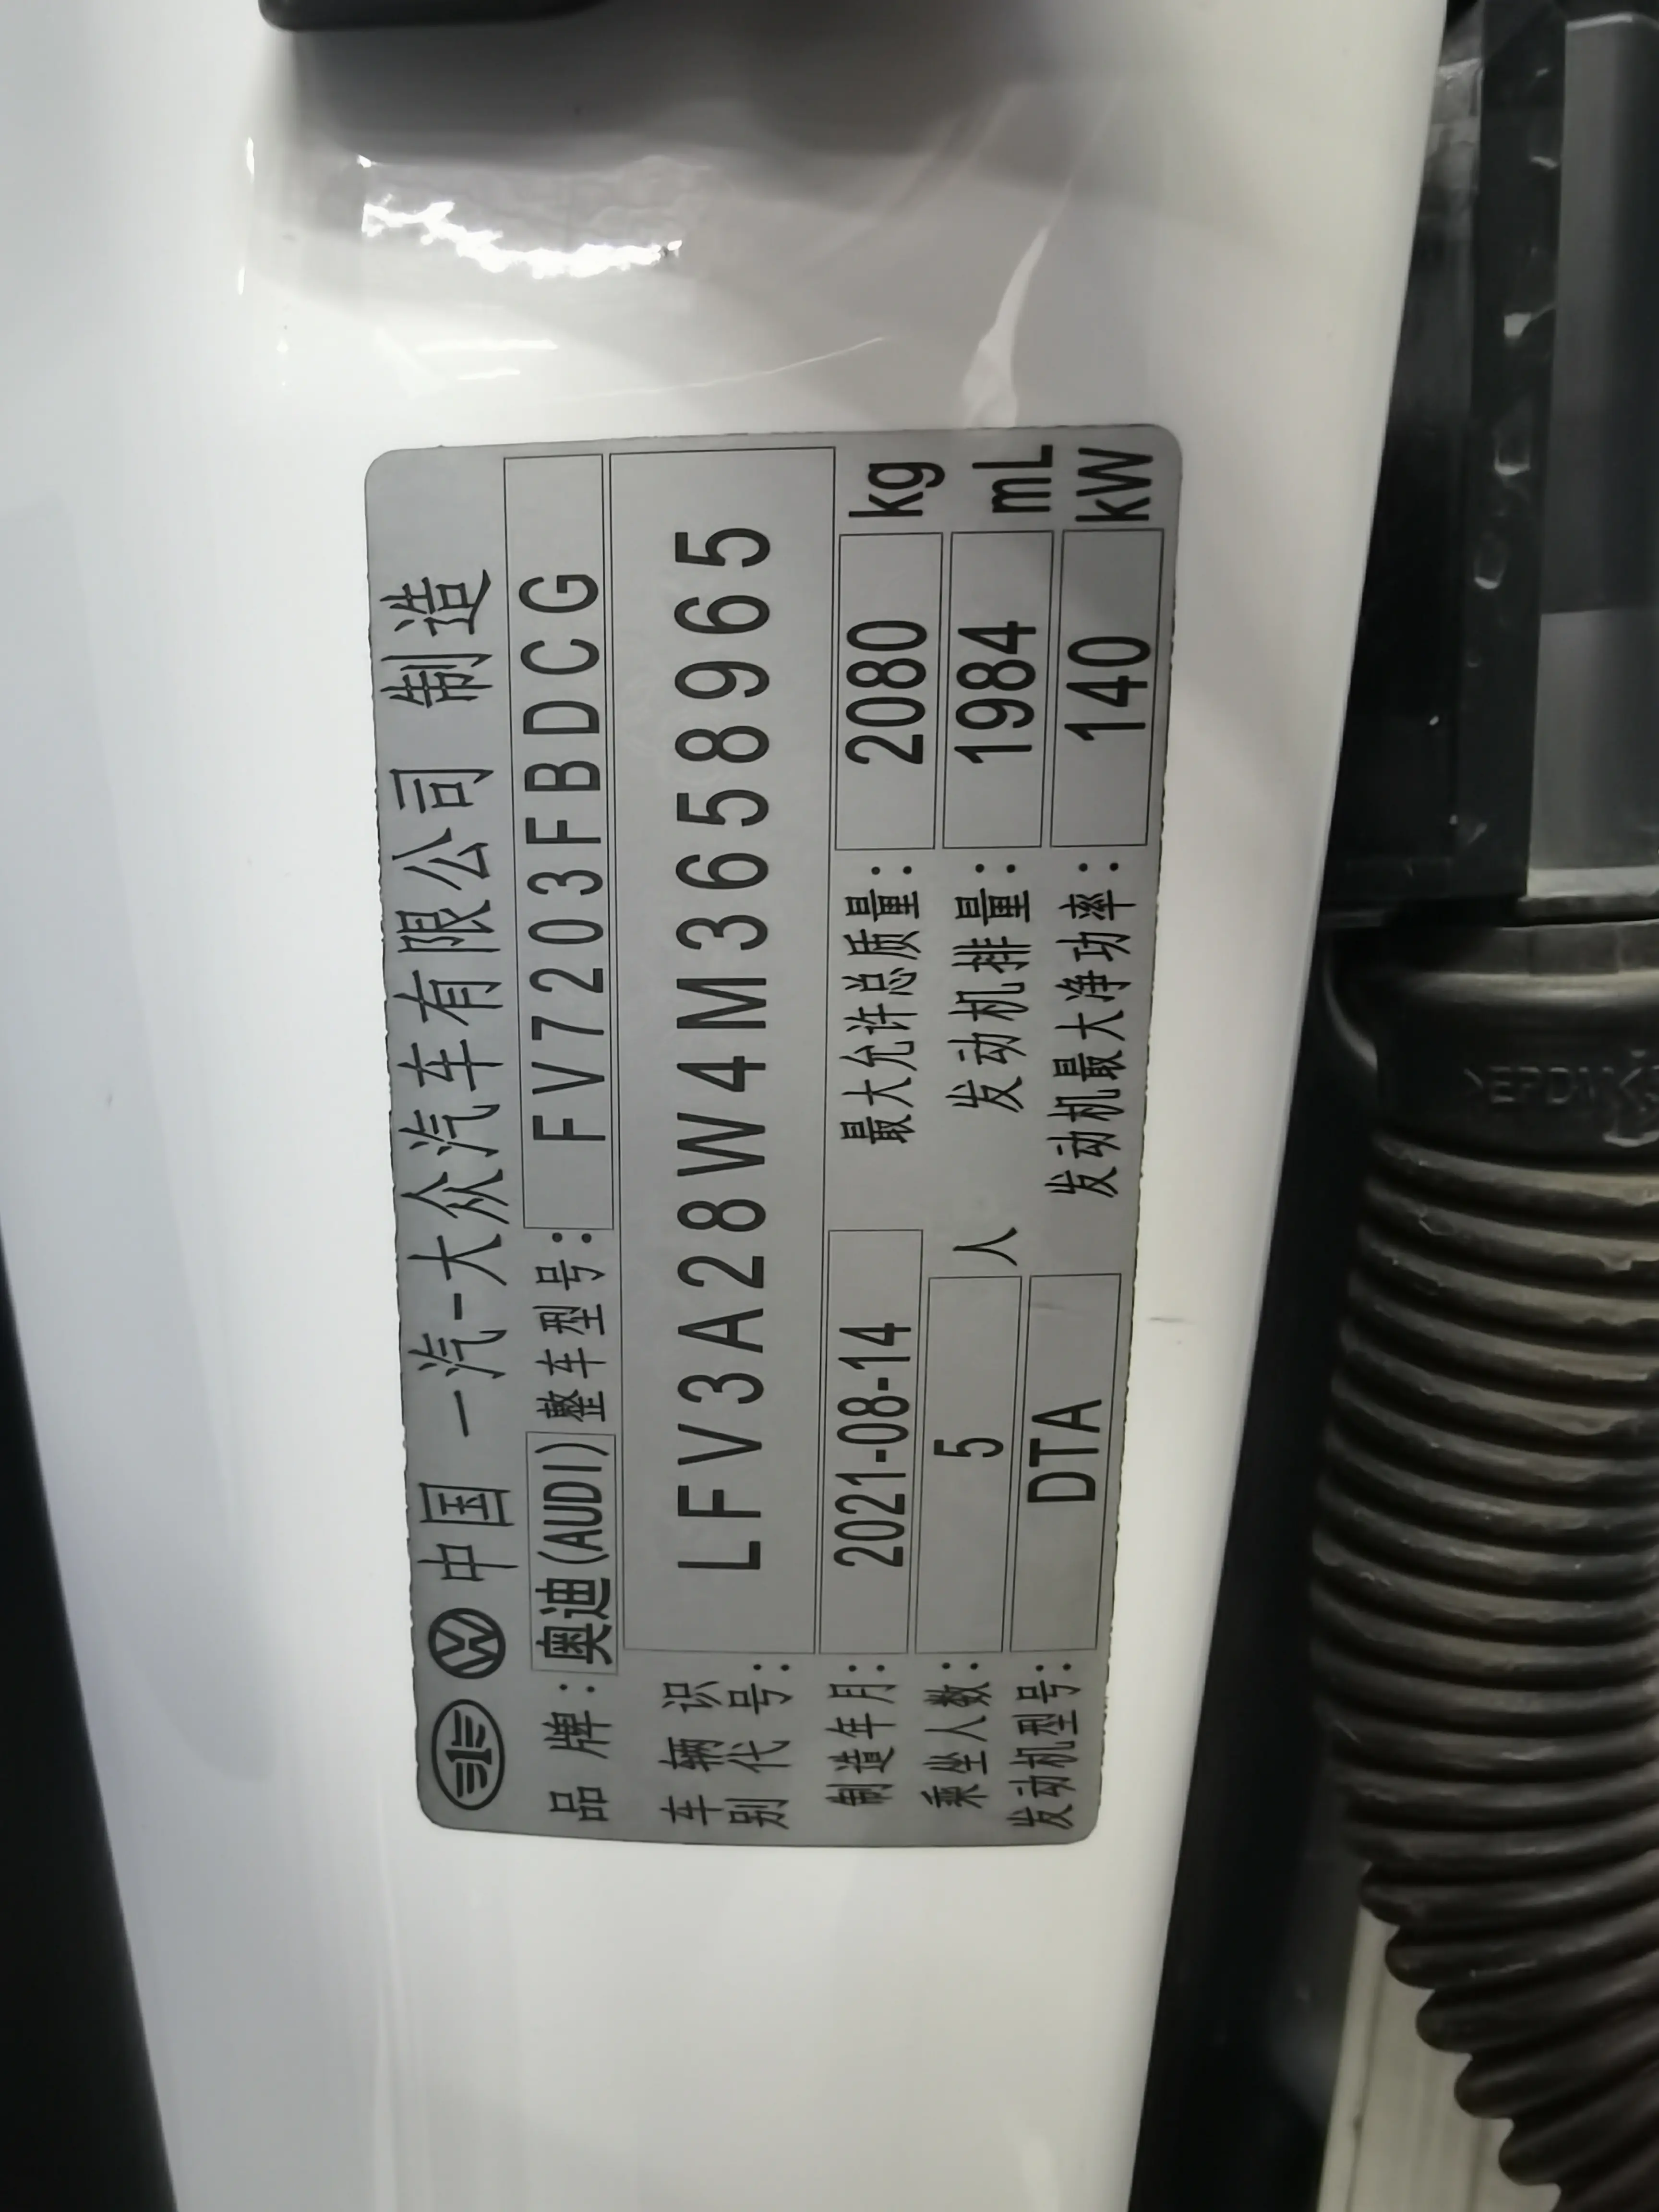 中国 一汽-大众汽车有限公司 制造
品牌：奥迪(AUDI) 整车型号：FV7203FBDCG
车辆识别代号：LFV3A28W4M3658965
制造年月：2021-08-14 最大允许总质量：2080 kg
乘坐人数：5 人 发动机排量：1984 mL
发动机型号：DTA 发动机最大净功率：140 kW